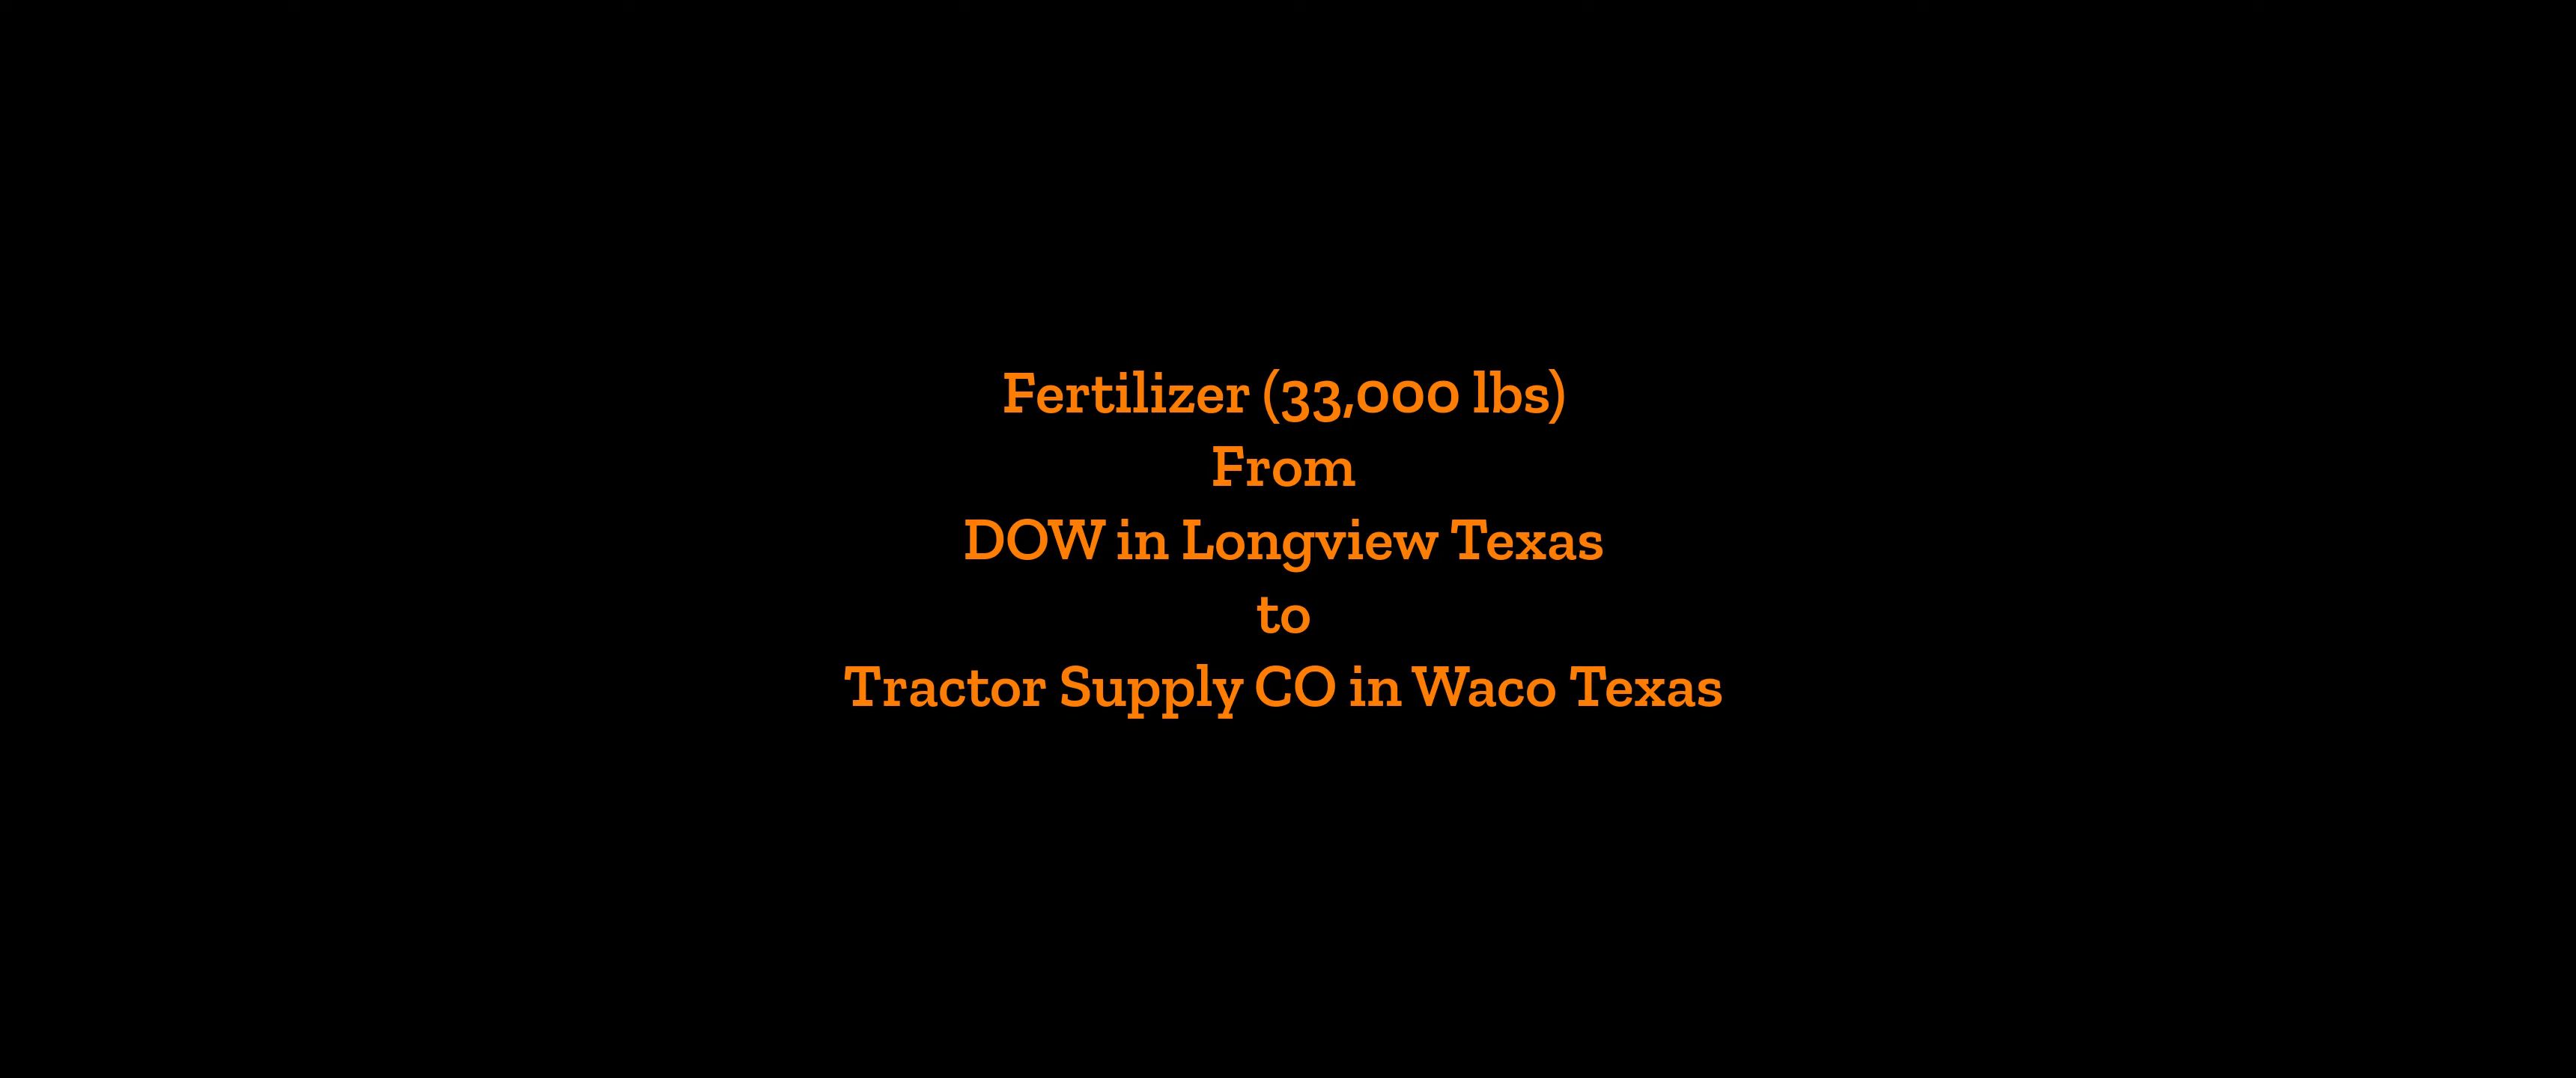 Fertilizer (33,000 lbs)
From
DOW in Longview Texas
to
Tractor Supply CO in Waco Texas